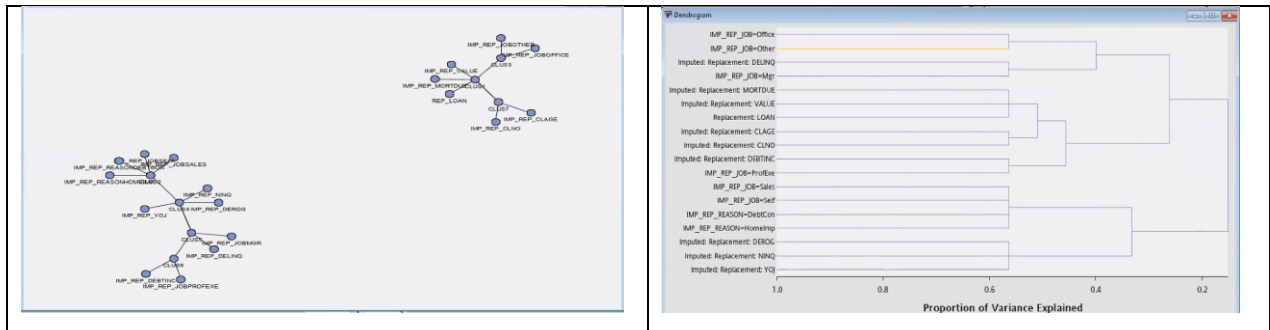 IMP_REP_JOBOTHER
IMP_REP_JOBOFFICE
CLUS3
IMP_REP_VALUE
IMP_REP_MORTDUE
REP_LOAN
CLUS7
IMP_REP_CLAGE
IMP_REP_CLNO
IMP_REP_JOBSALES
IMP_REP_NINQ
CLUS4
IMP_REP_DEROG
IMP_REP_YOJ
IMP_REP_JOBMGR
IMP_REP_DELINQ
IMP_REP_DEBTINC
IMP_REP_JOBPROFEXE
Dendrogram
IMP_REP_JOB=Office
IMP_REP_JOB=Other
Imputed: Replacement: DELINQ
IMP_REP_JOB=Mgr
Imputed: Replacement: MORTDUE
Imputed: Replacement: VALUE
Replacement: LOAN
Imputed: Replacement: CLAGE
Imputed: Replacement: CLNO
Imputed: Replacement: DEBTINC
IMP_REP_JOB=ProfExe
IMP_REP_JOB=Sales
IMP_REP_JOB=Self
IMP_REP_REASON=DebtCon
IMP_REP_REASON=HomeImp
Imputed: Replacement: DEROG
Imputed: Replacement: NINQ
Imputed: Replacement: YOJ
1.0 0.8 0.6 0.4 0.2
Proportion of Variance Explained